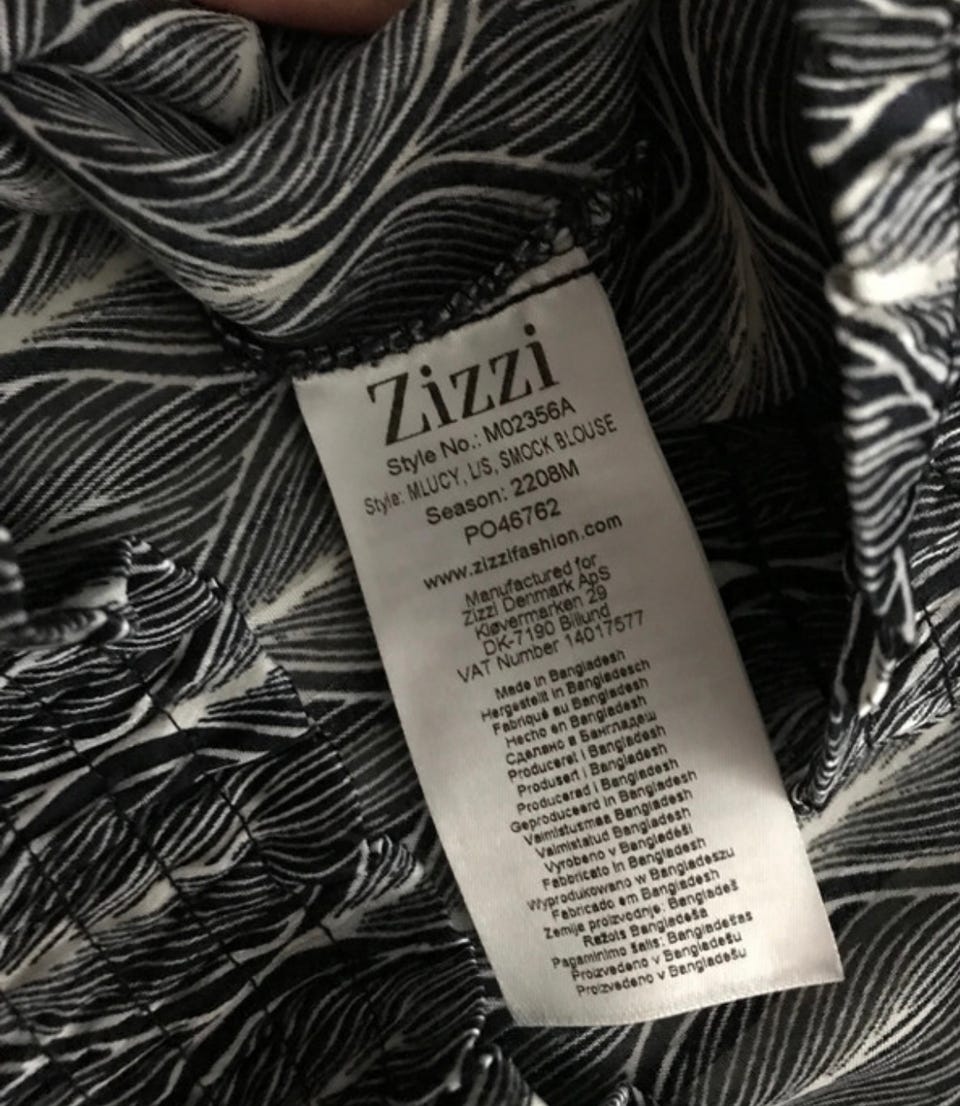 Zizzi
Style No.: M02356A
Style: MLUCY, L/S, SMOCK BLOUSE
Season: 2208M
PO46762
www.zizzifashion.com
Manufactured for
Zizzi Denmark ApS
Kløvermarken 29
DK-7190 Billund
VAT Number 14017577
Made in Bangladesh
Hergestellt in Bangladesch
Fabriqué au Bangladesh
Hecho en Bangladesh
Сделано в Бангладеш
Produceret i Bangladesh
Produsert i Bangladesh
Producerad i Bangladesh
Geproduceerd in Bangladesh
Valmistusmaa Bangladesh
Valmistatud Bangladesh
Vyrobeno v Bangladéši
Fabbricato in Bangladesh
Wyprodukowano w Bangladeszu
Fabricado em Bangladesh
Zemlja proizvodnje: Bangladeš
Ražots Bangladeša
Pagaminimo šalis: Bangladešas
Proizvedeno v Bangladešu
Proizvedeno v Bangladešu